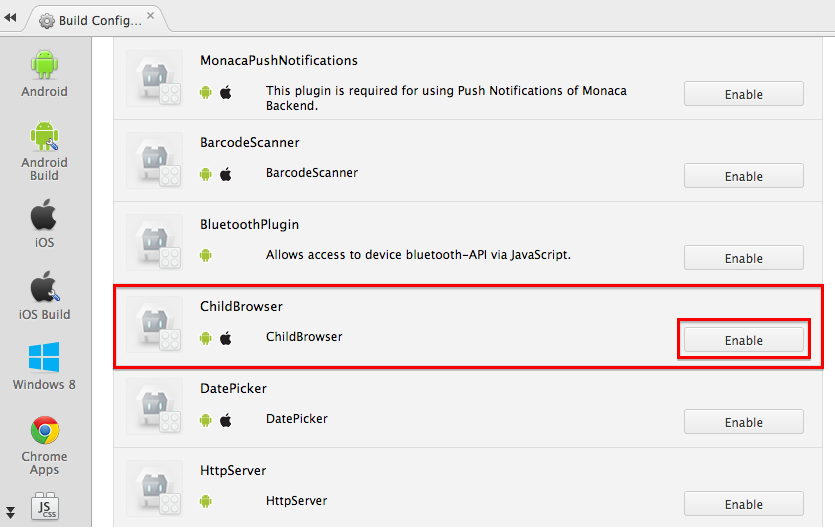 Build Config...
Android
Android
Build
iOS
iOS Build
Windows 8
Chrome
Apps
JS
CSS
MonacaPushNotifications
This plugin is required for using Push Notifications of Monaca
Backend.
Enable
BarcodeScanner
BarcodeScanner
Enable
BluetoothPlugin
Allows access to device bluetooth-API via JavaScript.
Enable
ChildBrowser
ChildBrowser
Enable
DatePicker
DatePicker
Enable
HttpServer
HttpServer
Enable